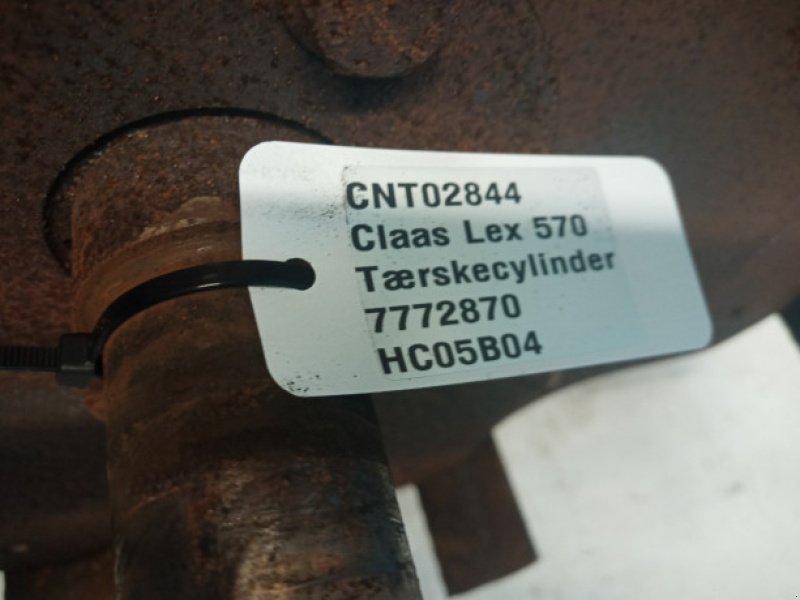 CNT02844
Claas Lex 570
Tærskecylinder
7772870
HC05B04